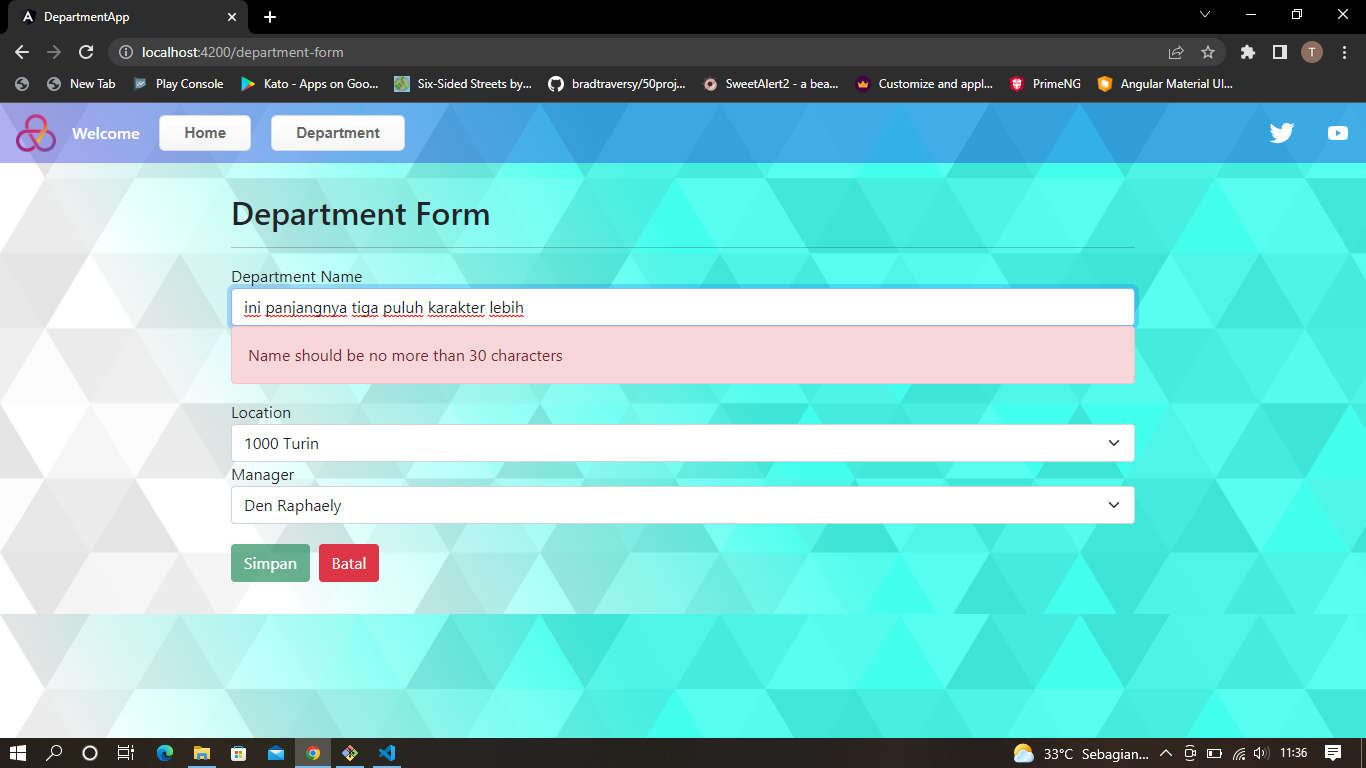 DepartmentApp
localhost:4200/department-form
T
New Tab
Play Console
Kato - Apps on Goo...
Six-Sided Streets by...
bradtraversy/50proj...
SweetAlert2 - a bea...
Customize and appl...
PrimeNG
Angular Material UI...
Welcome
Home
Department
Department Form
Department Name
ini panjangnya tiga puluh karakter lebih
Name should be no more than 30 characters
Location
1000 Turin
Manager
Den Raphaely
Simpan
Batal
33°C Sebagian...
11:36